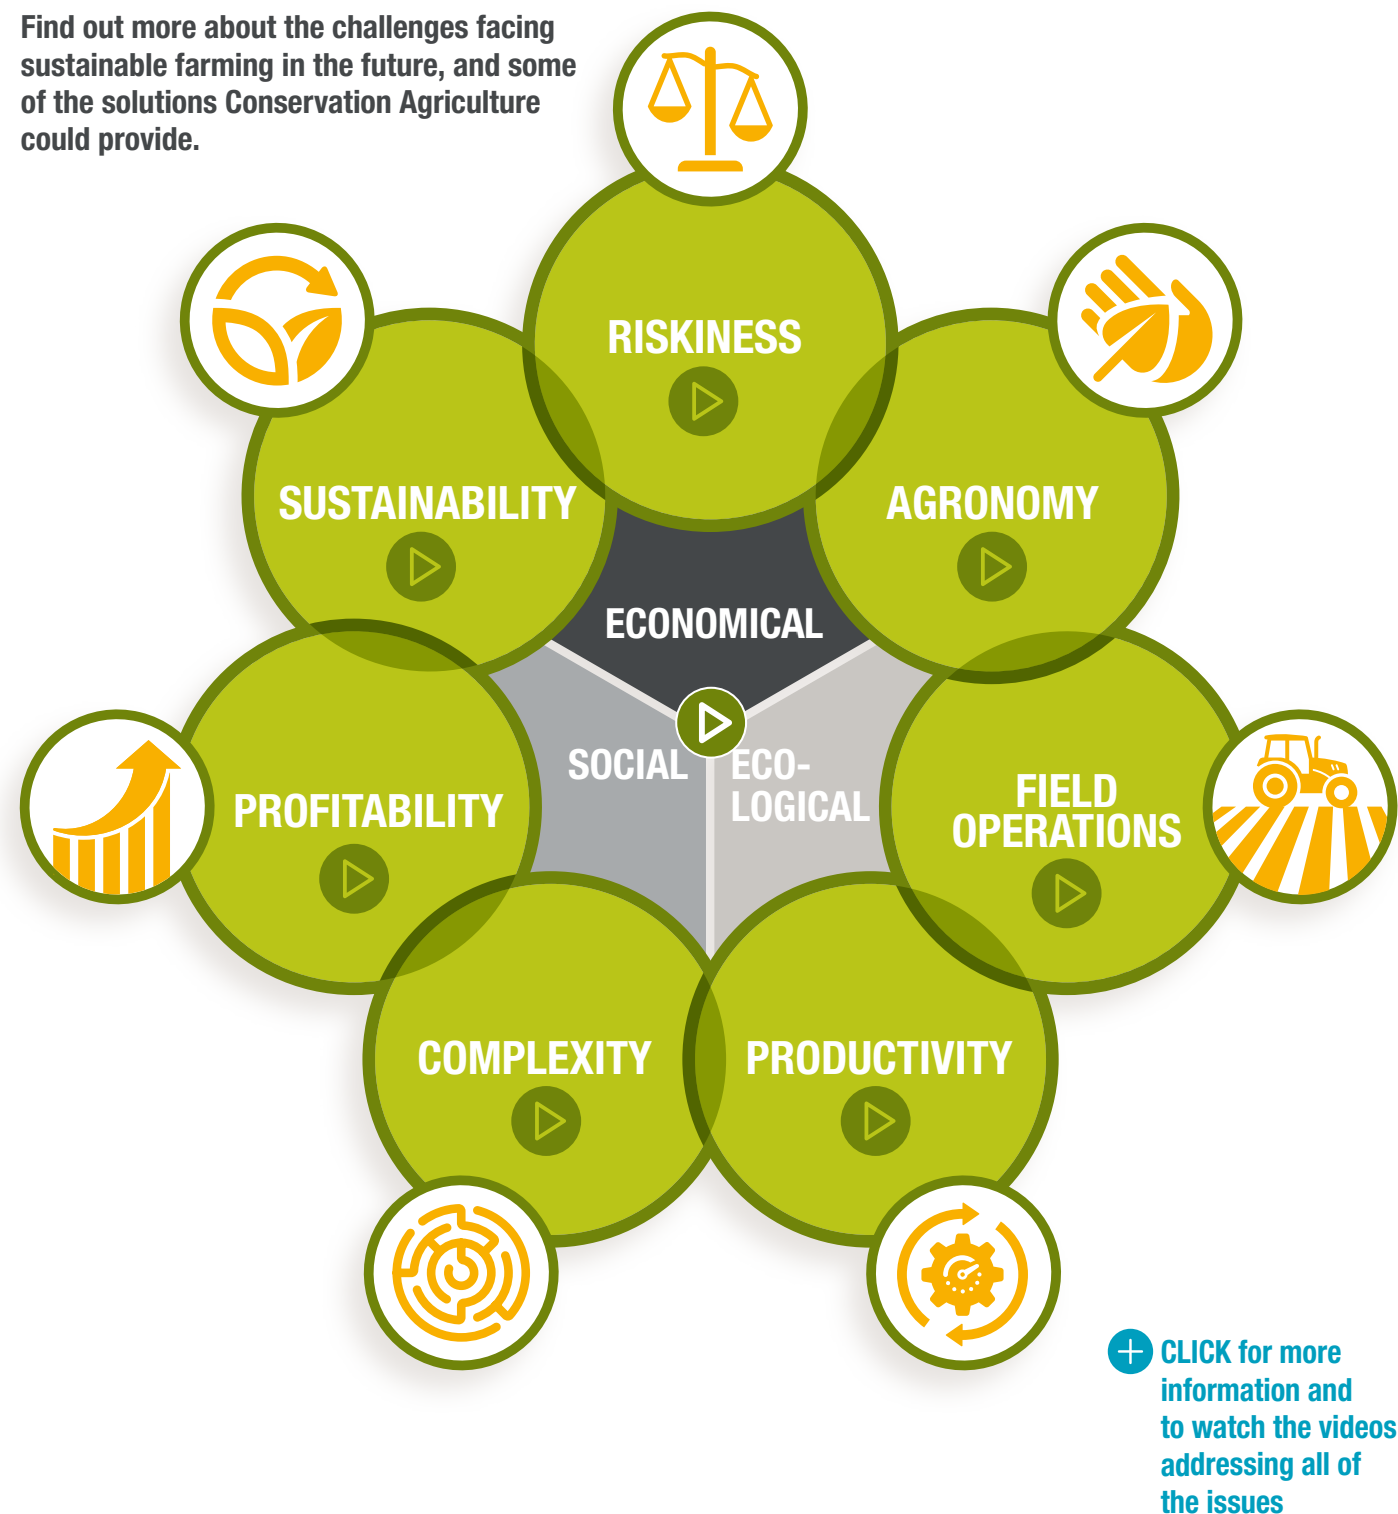 Find out more about the challenges facing
sustainable farming in the future, and some
of the solutions Conservation Agriculture
could provide.
RISKINESS
SUSTAINABILITY
AGRONOMY
ECONOMICAL
SOCIAL
ECO-
LOGICAL
PROFITABILITY
FIELD
OPERATIONS
COMPLEXITY
PRODUCTIVITY
CLICK for more
information and
to watch the videos
addressing all of
the issues